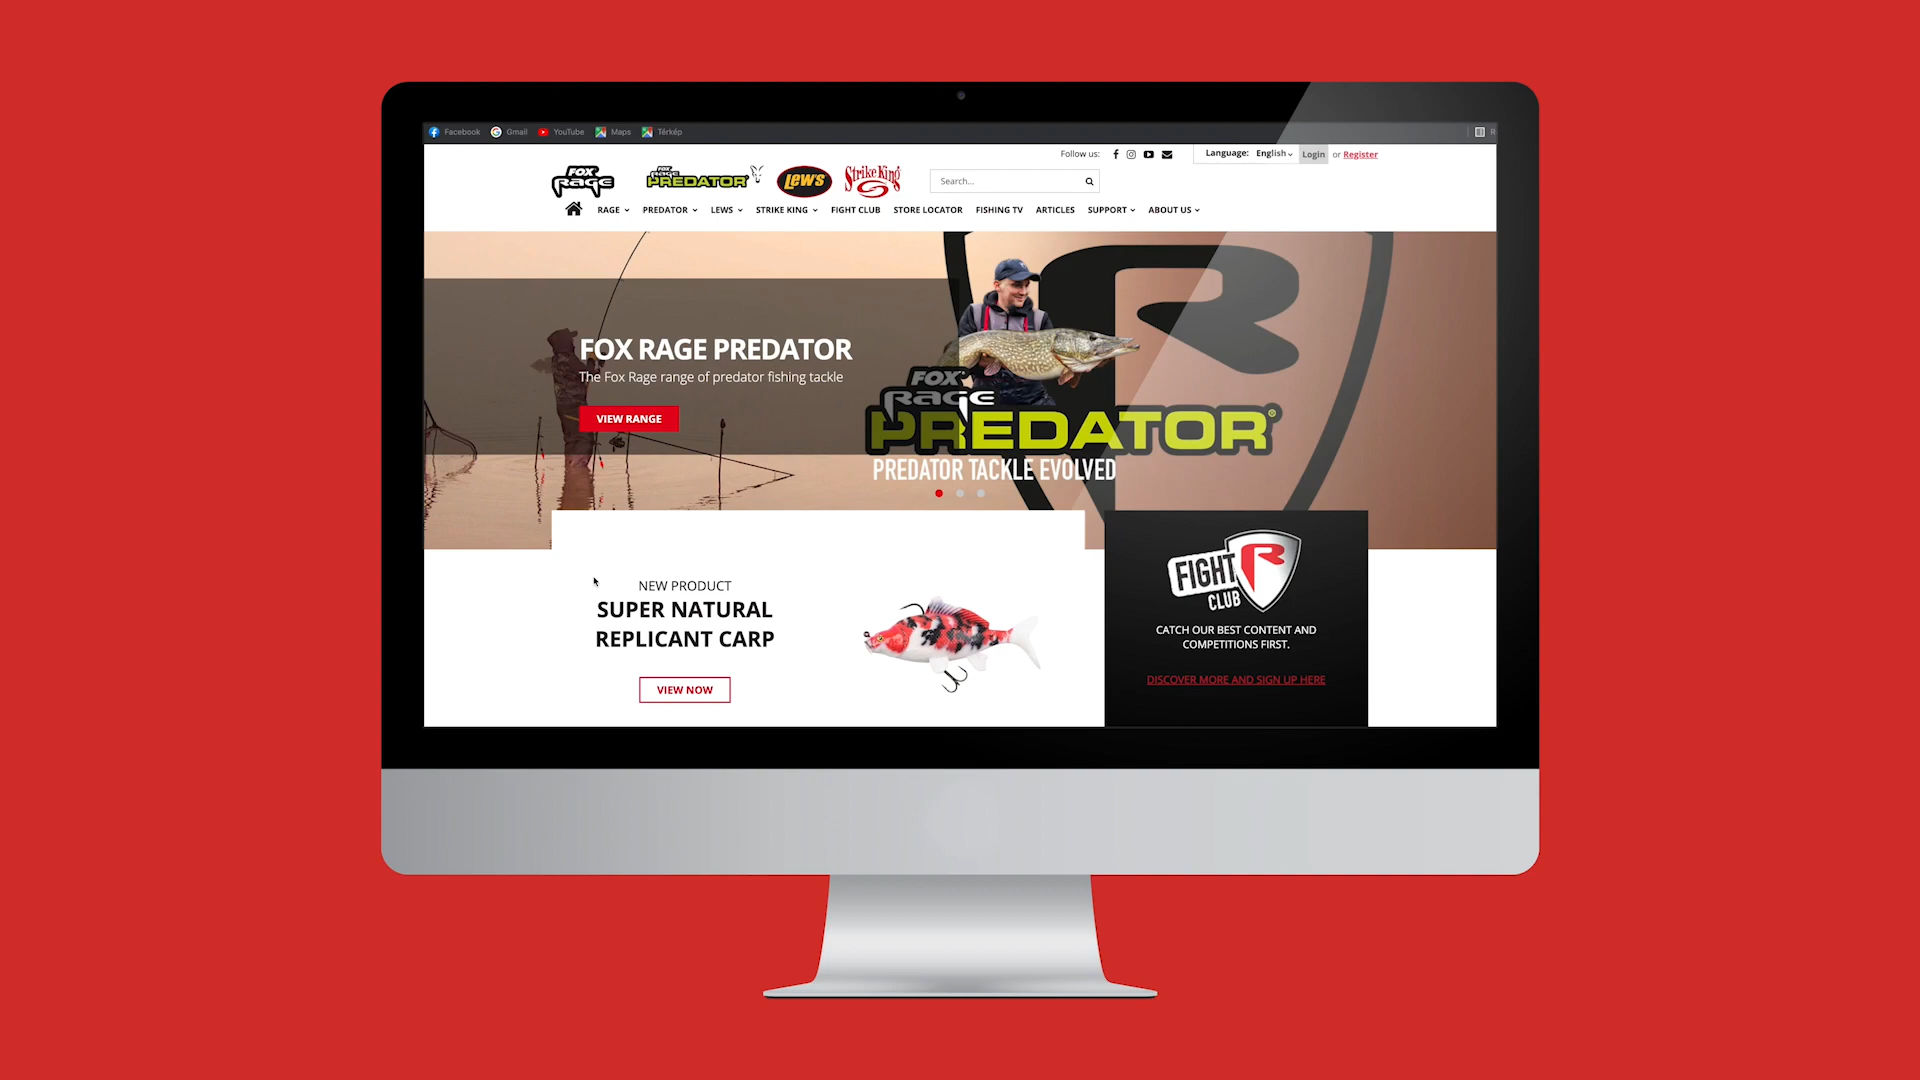 Facebook Gmail YouTube Maps Térkép R
Follow us: Language: English Login or Register
FOX RAGE
FOX RAGE PREDATOR
LEW'S
Strike King
Search...
RAGE PREDATOR LEWS STRIKE KING FIGHT CLUB STORE LOCATOR FISHING TV ARTICLES SUPPORT ABOUT US
FOX RAGE PREDATOR
The Fox Rage range of predator fishing tackle
VIEW RANGE
R
FOX
RAGE
PREDATOR®
PREDATOR TACKLE EVOLVED
NEW PRODUCT
SUPER NATURAL
REPLICANT CARP
VIEW NOW
FIGHT R
CLUB
CATCH OUR BEST CONTENT AND
COMPETITIONS FIRST.
DISCOVER MORE AND SIGN UP HERE